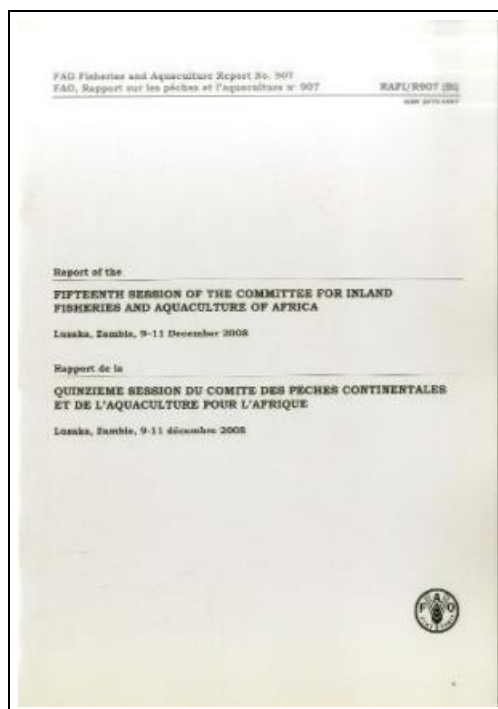 FAO Fisheries and Aquaculture Report No. 907
FAO, Rapport sur les pêches et l'aquaculture nº 907
RAFI/R907 (Bi)
ISSN
Report of the
FIFTEENTH SESSION OF THE COMMITTEE FOR INLAND
FISHERIES AND AQUACULTURE OF AFRICA
Lusaka, Zambia, 9–11 December 2008
Rapport de la
QUINZIEME SESSION DU COMITE DES PECHES CONTINENTALES
ET DE L'AQUACULTURE POUR L'AFRIQUE
Lusaka, Zambie, 9-11 décembre 2008
FAO